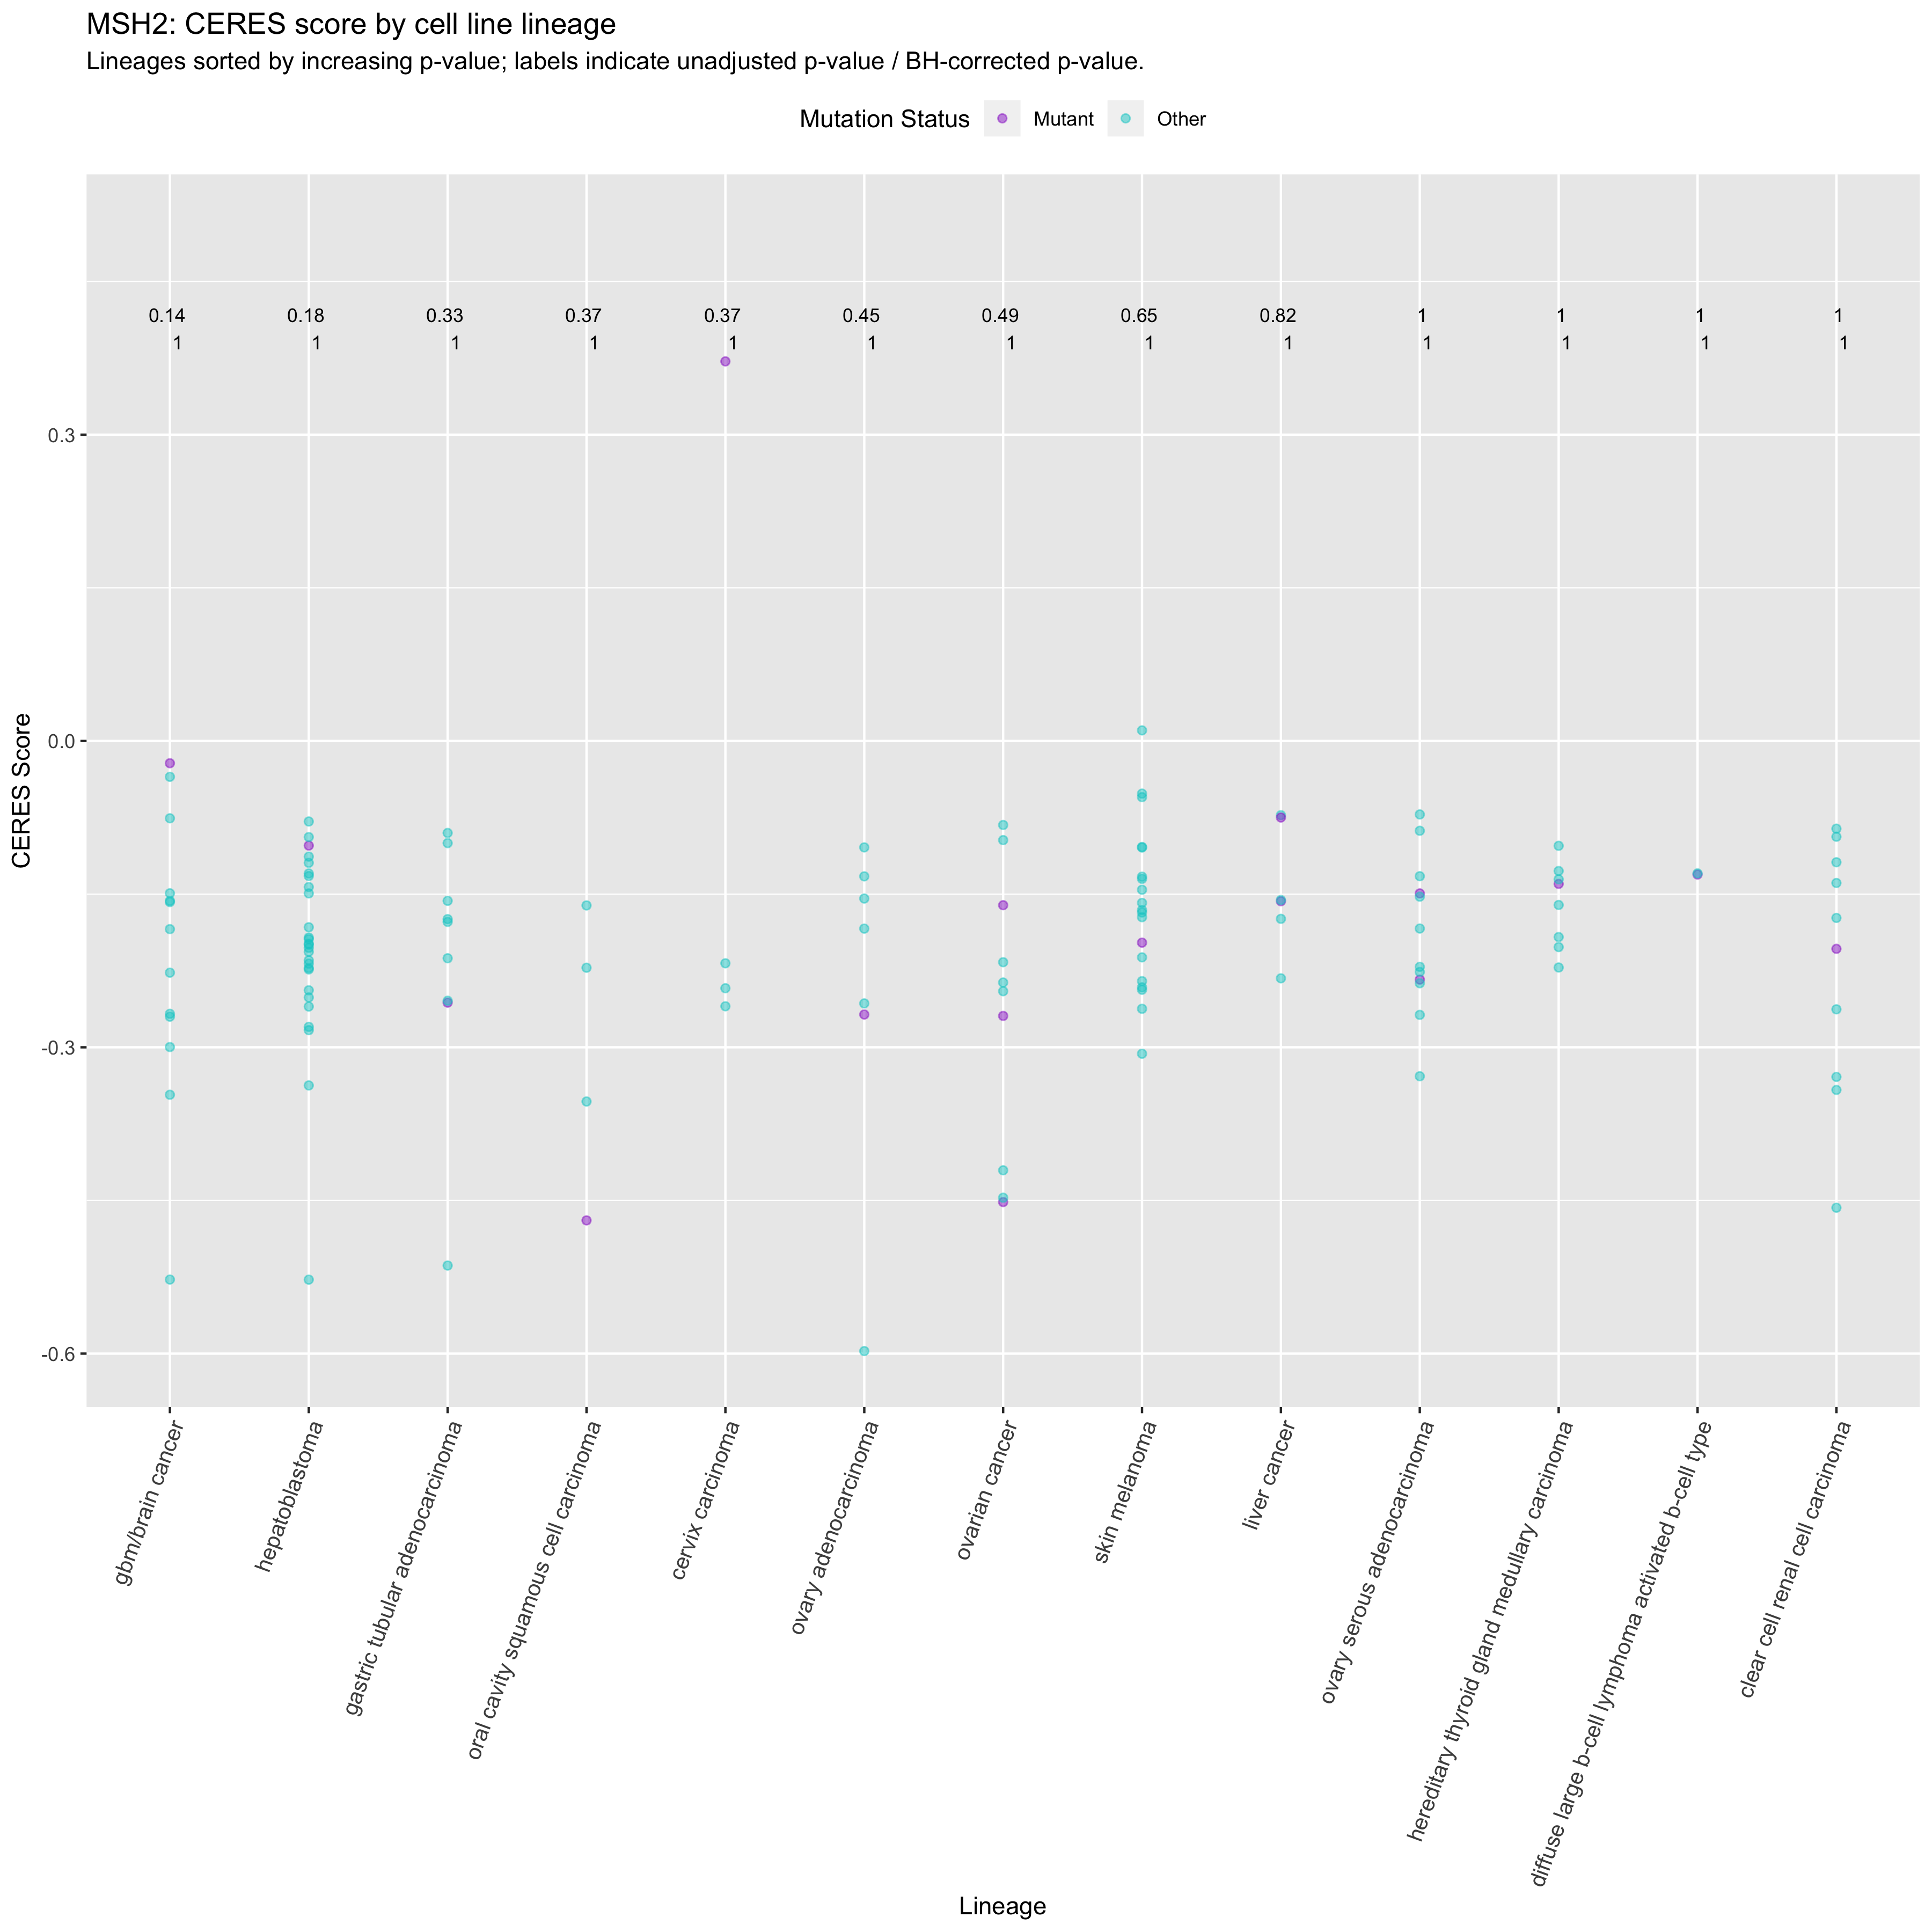 MSH2: CERES score by cell line lineage
Lineages sorted by increasing p-value; labels indicate unadjusted p-value / BH-corrected p-value.
Mutation Status Mutant Other
0.14 0.18 0.33 0.37 0.37 0.45 0.49 0.65 0.82 1 1 1 1
1 1 1 1 1 1 1 1 1 1 1 1 1
0.3
0.0
-0.3
-0.6
CERES Score
gbm/brain cancer
hepatoblastoma
gastric tubular adenocarcinoma
oral cavity squamous cell carcinoma
cervix carcinoma
ovary adenocarcinoma
ovarian cancer
skin melanoma
liver cancer
ovary serous adenocarcinoma
hereditary thyroid gland medullary carcinoma
diffuse large b-cell lymphoma activated b-cell type
clear cell renal cell carcinoma
Lineage